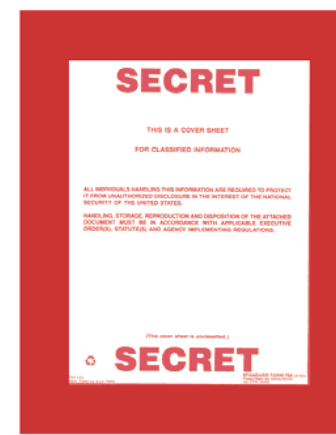 SECRET
THIS IS A COVER SHEET
FOR CLASSIFIED INFORMATION
ALL INDIVIDUALS HANDLING THIS INFORMATION ARE REQUIRED TO PROTECT
IT FROM UNAUTHORIZED DISCLOSURE IN THE INTEREST OF THE NATIONAL
SECURITY OF THE UNITED STATES.
HANDLING, STORAGE, REPRODUCTION AND DISPOSITION OF THE ATTACHED
DOCUMENT MUST BE IN ACCORDANCE WITH APPLICABLE EXECUTIVE
ORDER(S), STATUTE(S) AND AGENCY IMPLEMENTING REGULATIONS.
(This cover sheet is unclassified.)
SECRET
STANDARD FORM 704